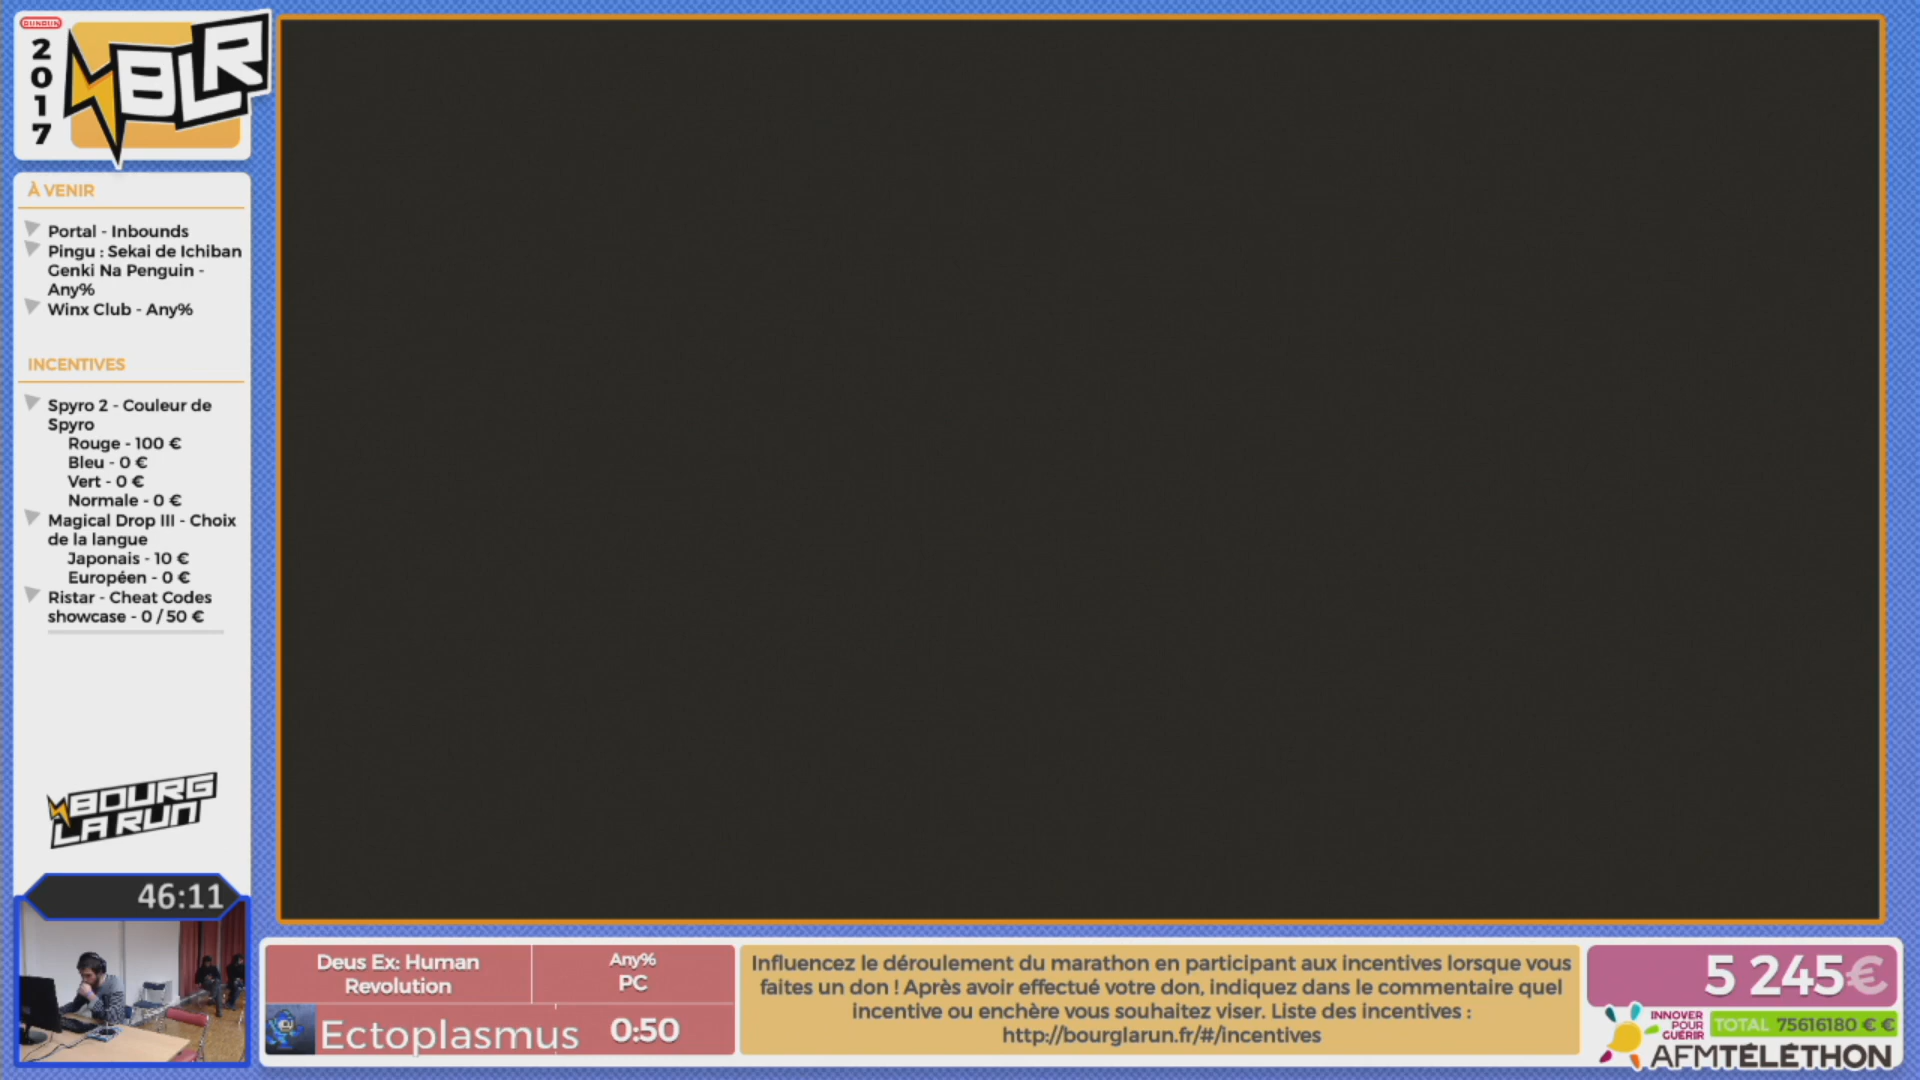 RUNRUN
2017
BLR
À VENIR
Portal - Inbounds
Pingu : Sekai de Ichiban
Genki Na Penguin -
Any%
Winx Club - Any%
INCENTIVES
Spyro 2 - Couleur de
Spyro
Rouge - 100 €
Bleu - 0 €
Vert - 0 €
Normale - 0 €
Magical Drop III - Choix
de la langue
Japonais - 10 €
Européen - 0 €
Ristar - Cheat Codes
showcase - 0 / 50 €
BOURG
LA RUN
46:11
Deus Ex: Human
Revolution
Any%
PC
Ectoplasmus
0:50
Influencez le déroulement du marathon en participant aux incentives lorsque vous
faites un don ! Après avoir effectué votre don, indiquez dans le commentaire quel
incentive ou enchère vous souhaitez viser. Liste des incentives :
http://bourglarun.fr/#/incentives
5 245€
INNOVER
POUR
GUÉRIR
TOTAL 75616180 € €
AFMTÉLÉTHON